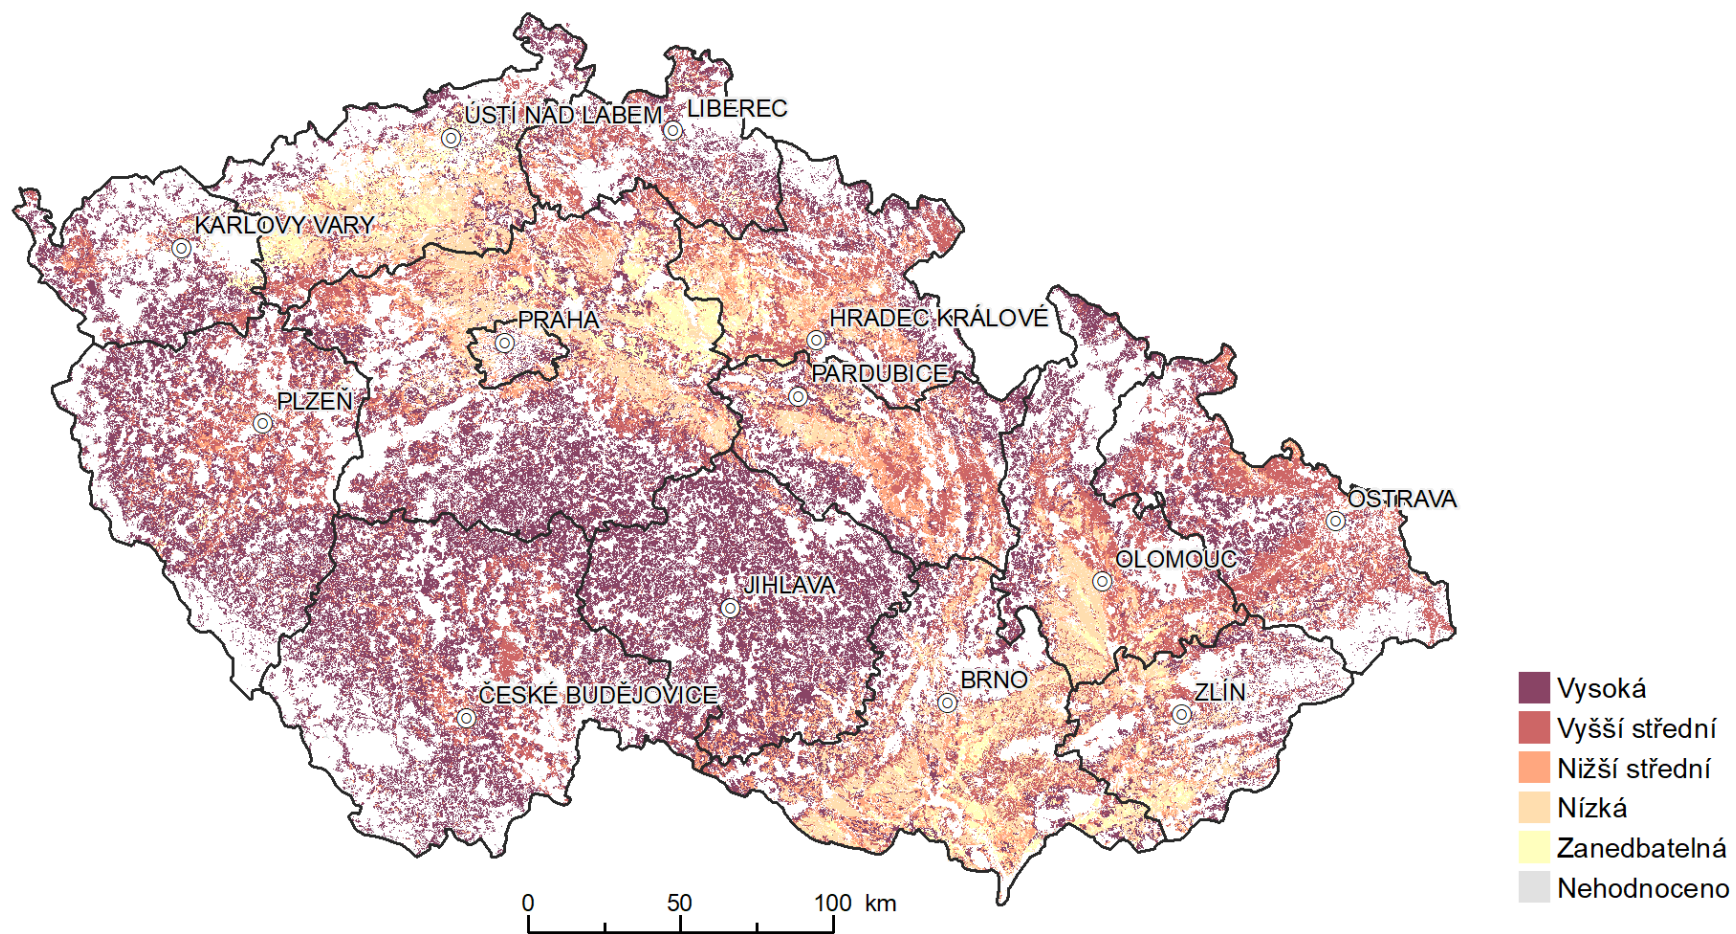 ÚSTÍ NAD LABEM
LIBEREC
KARLOVY VARY
PRAHA
HRADEC KRÁLOVÉ
PARDUBICE
PLZEŇ
OSTRAVA
OLOMOUC
JIHLAVA
BRNO
ZLÍN
ČESKÉ BUDĚJOVICE
Vysoká
Vyšší střední
Nižší střední
Nízká
Zanedbatelná
Nehodnoceno
0 50 100 km